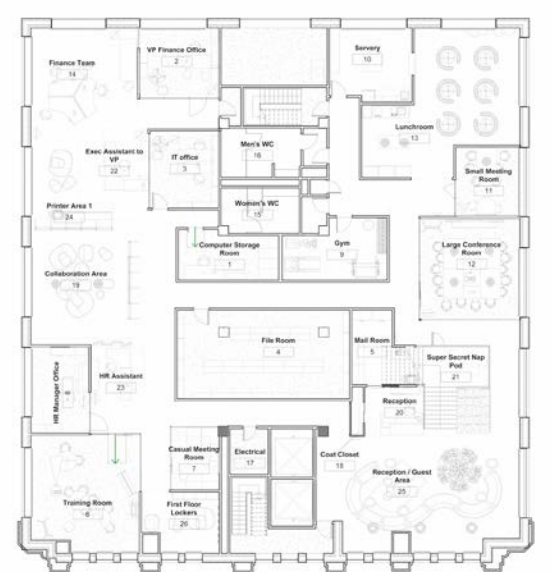 VP Finance Office
2
Servery
10
Finance Team
14
Lunchroom
13
Men's WC
16
Exec Assistant to
VP
22
IT office
3
Small Meeting
Room
11
Printer Area 1
24
Women's WC
15
Computer Storage
Room
1
Gym
9
Large Conference
Room
12
Collaboration Area
19
File Room
4
Mail Room
5
Super Secret Nap
Pod
21
HR Manager Office
HR Assistant
23
Reception
20
Casual Meeting
Room
7
Electrical
17
Coat Closet
18
Reception / Guest
Area
25
Training Room
6
First Floor
Lockers
26